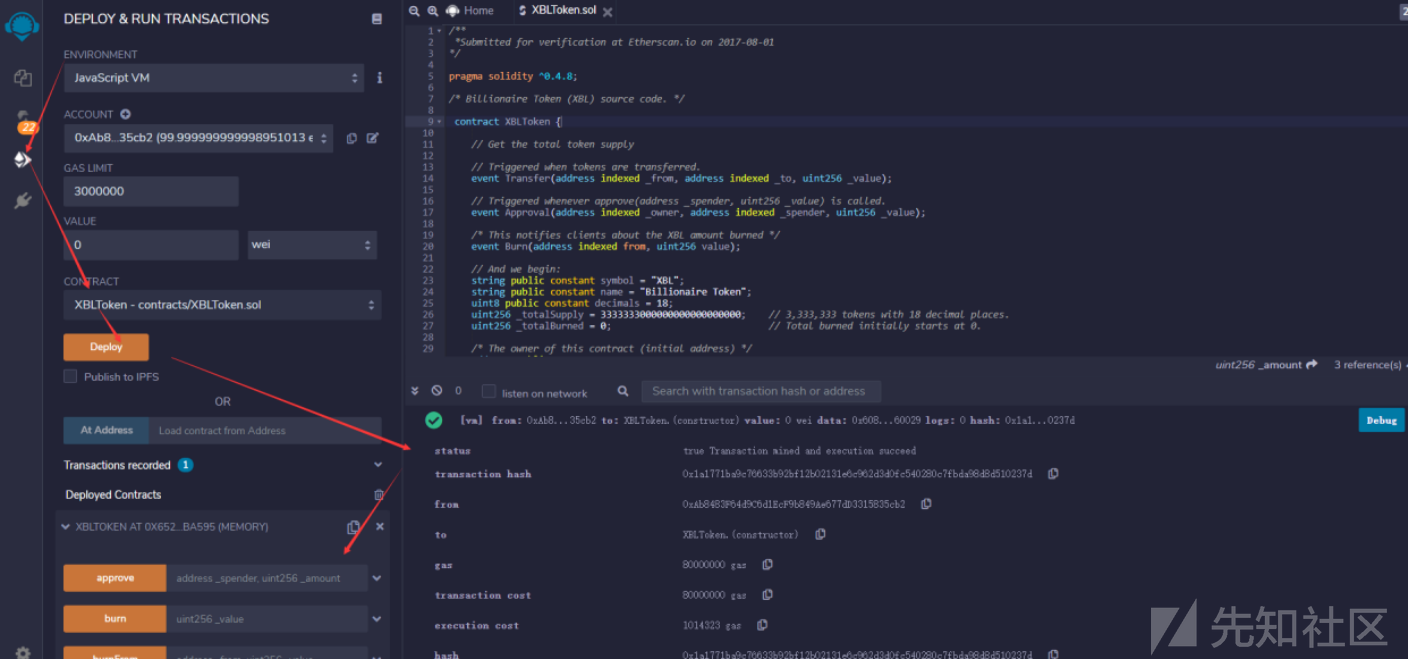 DEPLOY & RUN TRANSACTIONS
ENVIRONMENT
JavaScript VM
ACCOUNT
0xAb8...35cb2 (99.999999999998951013 e
GAS LIMIT
3000000
VALUE
0
wei
CONTRACT
XBLToken - contracts/XBLToken.sol
Deploy
Publish to IPFS
OR
At Address
Load contract from Address
Transactions recorded 1
Deployed Contracts
XBLTOKEN AT 0X652...BA595 (MEMORY)
approve
address _spender, uint256 _amount
burn
uint256 _value
burnFrom
address _from, uint256 _value
22
Home
XBLToken.sol
2
1 /**
2 *Submitted for verification at Etherscan.io on 2017-08-01
3 */
4
5 pragma solidity ^0.4.8;
6
7 /* Billionaire Token (XBL) source code. */
8
9 contract XBLToken {
10
11 // Get the total token supply
12
13 // Triggered when tokens are transferred.
14 event Transfer(address indexed _from, address indexed _to, uint256 _value);
15
16 // Triggered whenever approve(address _spender, uint256 _value) is called.
17 event Approval(address indexed _owner, address indexed _spender, uint256 _value);
18
19 /* This notifies clients about the XBL amount burned */
20 event Burn(address indexed from, uint256 value);
21
22 // And we begin:
23 string public constant symbol = "XBL";
24 string public constant name = "Billionaire Token";
25 uint8 public constant decimals = 18;
26 uint256 _totalSupply = 3333333000000000000000000; // 3,333,333 tokens with 18 decimal places.
27 uint256 _totalBurned = 0; // Total burned initially starts at 0.
28
29 /* The owner of this contract (initial address) */
uint256 _amount
3 reference(s)
0
listen on network
Search with transaction hash or address
[vm] from: 0xAb8...35cb2 to: XBLToken.(constructor) value: 0 wei data: 0x608...60029 logs: 0 hash: 0x1a1...0237d
Debug
status
true Transaction mined and execution succeed
transaction hash
0x1a1771ba9c76633b92bf12b02131e6c962d3d0fc540280c7fbda98d8d510237d
from
0xAb8483F64d9C6d1EcF9b849Ae677dD3315835cb2
to
XBLToken.(constructor)
gas
80000000 gas
transaction cost
80000000 gas
execution cost
1014323 gas
hash
0x1a1771ba9c76633b92bf12b02131e6c962d3d0fc540280c7fbda98d8d510237d
先知社区